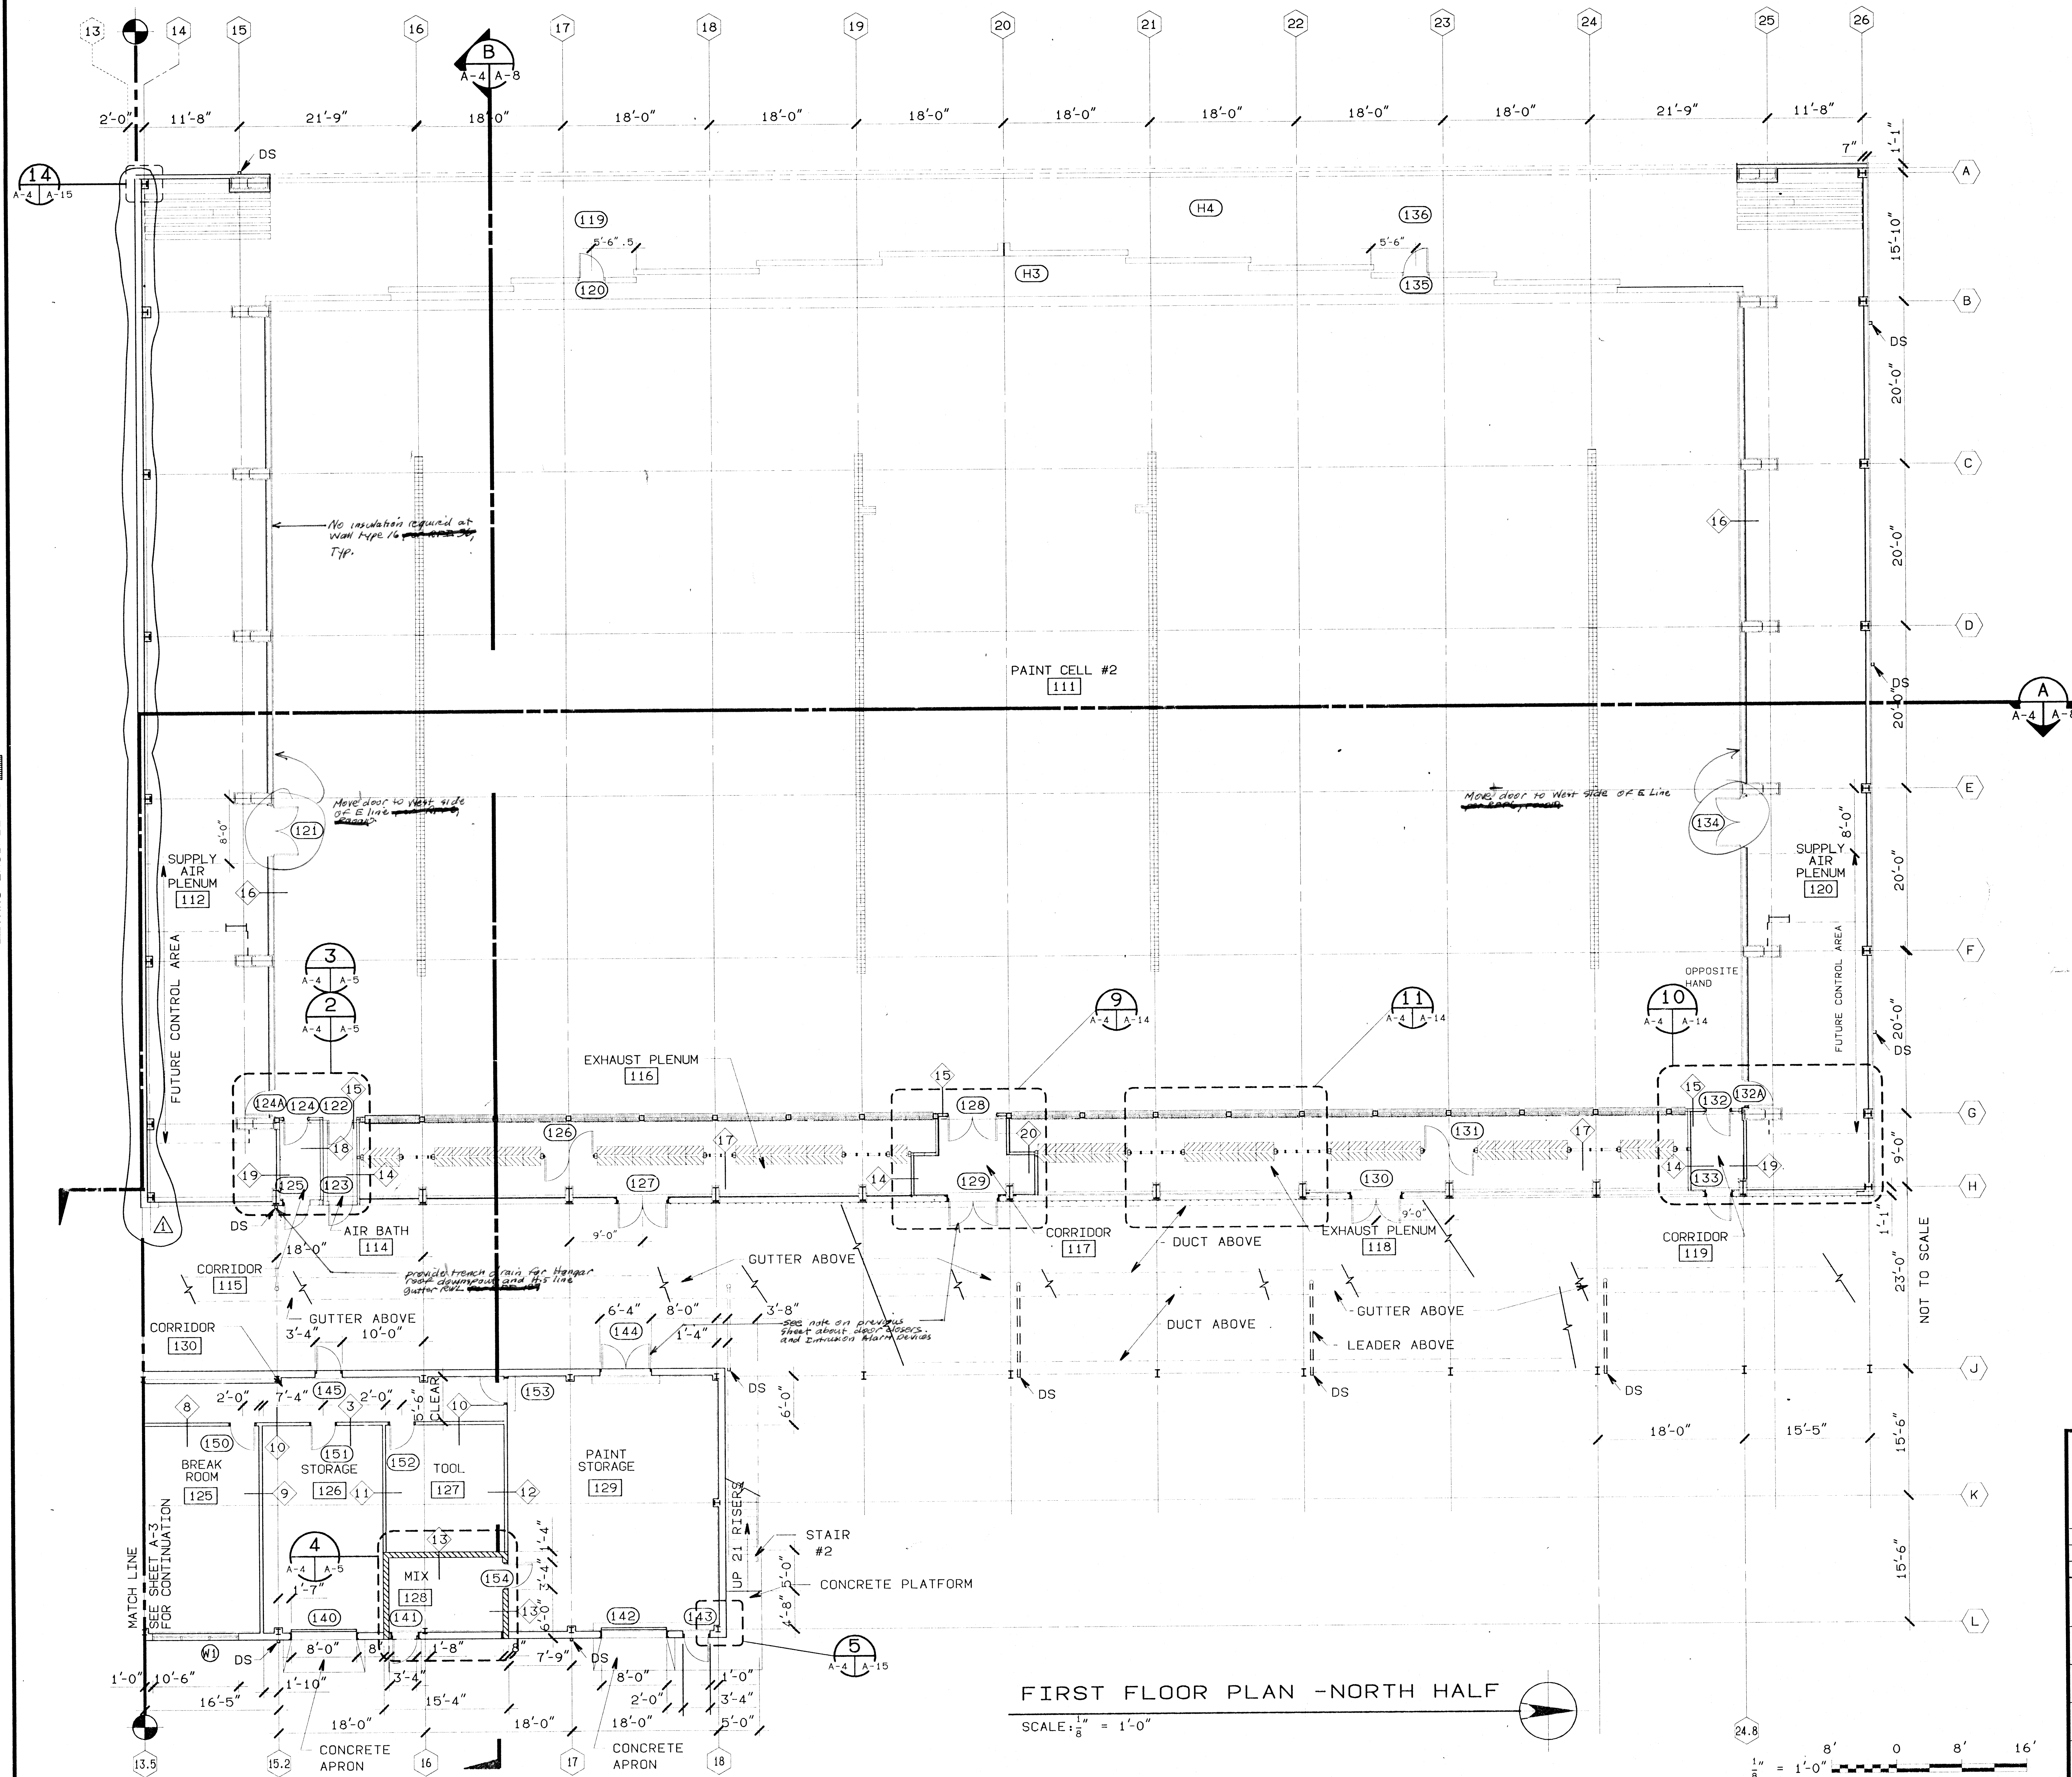 13 14 15 16 17 18 19 20 21 22 23 24 25 26
B
A-4 A-8
2'-0" 11'-8" 21'-9" 18'-0" 18'-0" 18'-0" 18'-0" 18'-0" 18'-0" 18'-0" 18'-0" 21'-9" 11'-8"
1'-1"
7"
14
A-4 A-15
DS
A
119
H4
136
5'-6" .5
5'-6"
15'-10"
H3
120
135
B
DS
20'-0"
C
No insulation required at
Wall type 16
Typ.
16
20'-0"
D
PAINT CELL #2
111
DS
20'-0"
A
A-4
E
Move door to West side
of E line
Move door to West side of E Line
121
8'-0"
134
8'-0"
SUPPLY
AIR
PLENUM
112
16
SUPPLY
AIR
PLENUM
120
20'-0"
FUTURE CONTROL AREA
FUTURE CONTROL AREA
F
3
A-4 A-5
2
A-4 A-5
9
A-4 A-14
11
A-4 A-14
OPPOSITE
HAND
10
A-4 A-14
20'-0"
DS
EXHAUST PLENUM
116
15
15
15
124A 124 122
128
132 132A
G
126
17
20
131
17
9'-0"
18
19
14
14
14
19
125 123
127
129
130
133
H
1'-1"
1
DS
AIR BATH
114
18'-0"
9'-0"
CORRIDOR
117
DUCT ABOVE
EXHAUST PLENUM
118
9'-0"
CORRIDOR
119
GUTTER ABOVE
CORRIDOR
115
provide trench drain for Hangar
roof downspout and H.5 line
gutter RWL
23'-0"
NOT TO SCALE
GUTTER ABOVE
6'-4" 8'-0" 3'-8"
GUTTER ABOVE
CORRIDOR
130
3'-4" 10'-0"
144
1'-4"
See note on previous
sheet about door closers.
and Intrusion Alarm Devices
DUCT ABOVE
LEADER ABOVE
J
145
153
DS
DS
DS
DS
2'-0" 7'-4" 2'-0"
5'-6"
CLEAR
6'-0"
8
3
10
150
10
151
152
18'-0" 15'-5"
15'-6"
BREAK
ROOM
125
STORAGE
126
TOOL
127
PAINT
STORAGE
129
9
11
12
K
UP 21 RISERS
STAIR
#2
13
1'-4"
4
A-4 A-5
MATCH LINE
SEE SHEET A-3
FOR CONTINUATION
MIX
128
154
3'-4"
5'-0"
15'-6"
CONCRETE PLATFORM
1'-7"
13
6'-0"
4'-8"
140
141
142
143
L
W1
DS
8'-0" 8" 1'-8" 8"
DS
5
A-4 A-15
7'-9"
1'-0" 10'-6"
1'-10"
3'-4"
8'-0"
1'-0"
16'-5"
15'-4"
2'-0"
3'-4"
18'-0" 18'-0" 18'-0" 5'-0"
CONCRETE
APRON
CONCRETE
APRON
13.5 15.2 16 17 18
24.8
FIRST FLOOR PLAN -NORTH HALF
SCALE: 1/8" = 1'-0"
8' 0 8' 16'
1/8" = 1'-0"